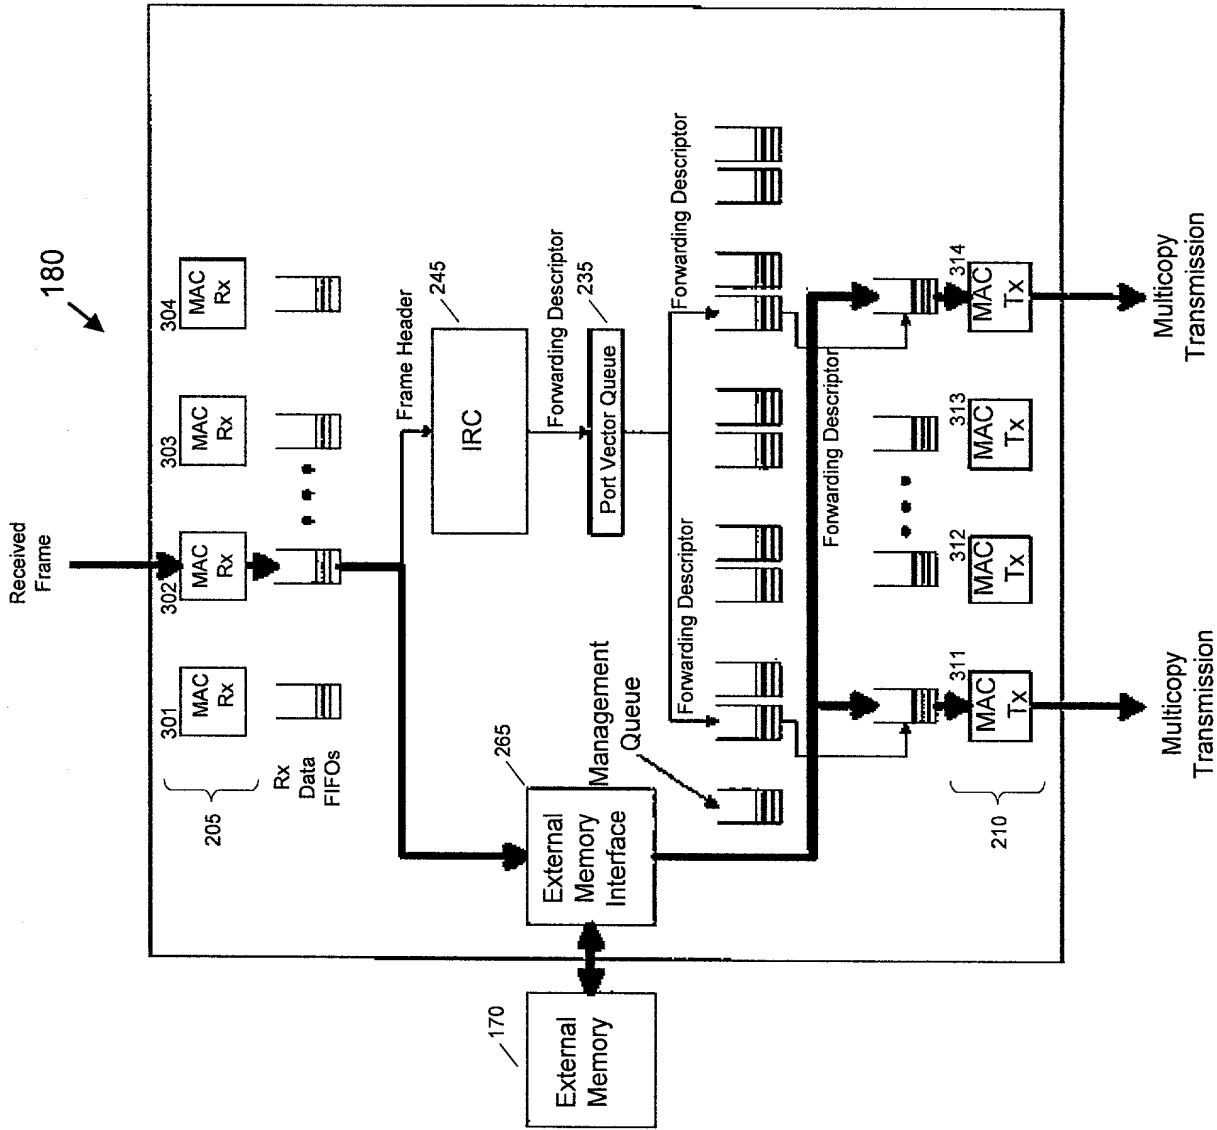 180
Received
Frame
301
MAC
Rx
302
MAC
Rx
303
MAC
Rx
304
MAC
Rx
205
Rx
Data
FIFOs
Frame Header
245
IRC
Forwarding Descriptor
235
Port Vector Queue
265
External
Memory
Interface
170
External
Memory
Management
Queue
Forwarding Descriptor
Forwarding Descriptor
Forwarding Descriptor
210
311
MAC
Tx
312
MAC
Tx
313
MAC
Tx
314
MAC
Tx
Multicopy
Transmission
Multicopy
Transmission